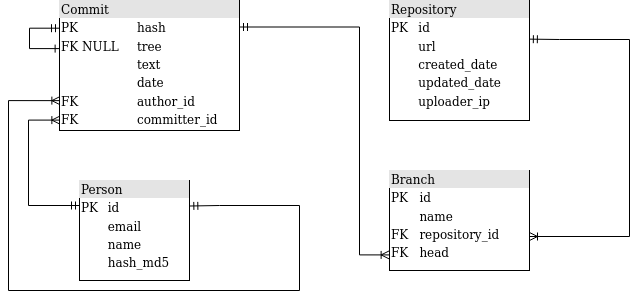 Commit
PK hash
FK NULL tree
text
date
FK author_id
FK committer_id
Repository
PK id
url
created_date
updated_date
uploader_ip
Person
PK id
email
name
hash_md5
Branch
PK id
name
FK repository_id
FK head